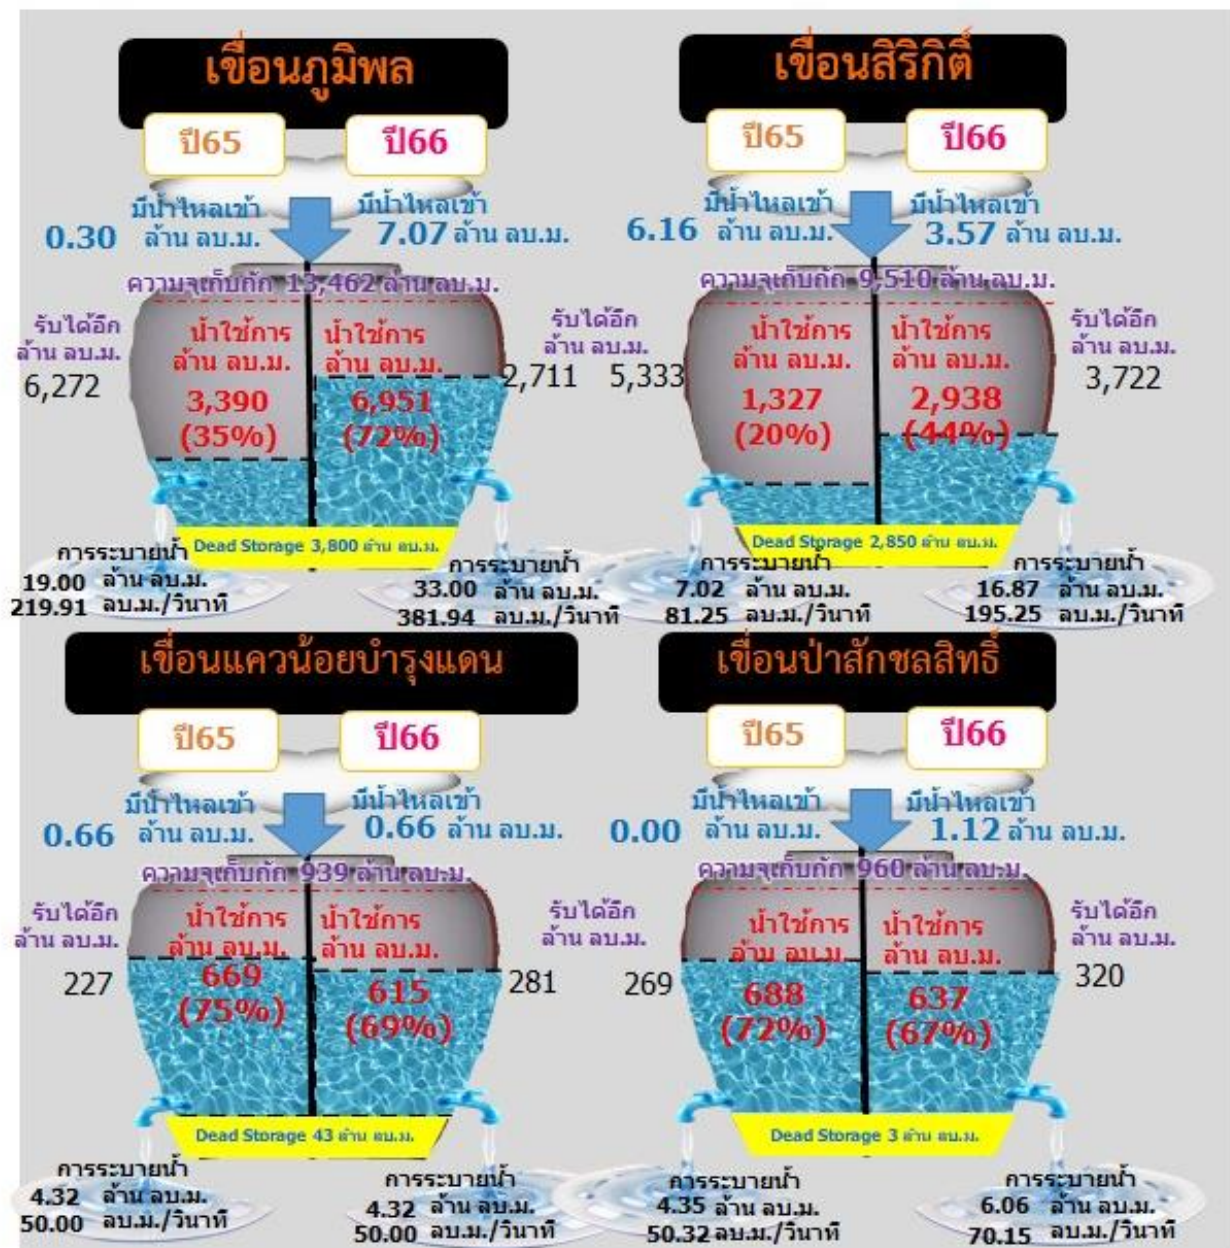 เขื่อนภูมิพล
ปี65 ปี66
มีน้ำไหลเข้า มีน้ำไหลเข้า
0.30 ล้าน ลบ.ม. 7.07 ล้าน ลบ.ม.
ความจุเก็บกัก 13,462 ล้าน ลบ.ม.
รับได้อีก น้ำใช้การ น้ำใช้การ รับได้อีก
ล้าน ลบ.ม. ล้าน ลบ.ม. ล้าน ลบ.ม. ล้าน ลบ.ม.
6,272 3,390 6,951 2,711
(35%) (72%)
Dead Storage 3,800 ล้าน ลบ.ม.
การระบายน้ำ การระบายน้ำ
19.00 ล้าน ลบ.ม. 33.00 ล้าน ลบ.ม.
219.91 ลบ.ม./วินาที 381.94 ลบ.ม./วินาที
เขื่อนสิริกิติ์
ปี65 ปี66
มีน้ำไหลเข้า มีน้ำไหลเข้า
6.16 ล้าน ลบ.ม. 3.57 ล้าน ลบ.ม.
ความจุเก็บกัก 9,510 ล้าน ลบ.ม.
น้ำใช้การ น้ำใช้การ รับได้อีก
ล้าน ลบ.ม. ล้าน ลบ.ม. ล้าน ลบ.ม.
5,333 1,327 2,938 3,722
(20%) (44%)
Dead Storage 2,850 ล้าน ลบ.ม.
การระบายน้ำ การระบายน้ำ
7.02 ล้าน ลบ.ม. 16.87 ล้าน ลบ.ม.
81.25 ลบ.ม./วินาที 195.25 ลบ.ม./วินาที
เขื่อนแควน้อยบำรุงแดน
ปี65 ปี66
มีน้ำไหลเข้า มีน้ำไหลเข้า
0.66 ล้าน ลบ.ม. 0.66 ล้าน ลบ.ม.
ความจุเก็บกัก 939 ล้าน ลบ.ม.
รับได้อีก น้ำใช้การ น้ำใช้การ รับได้อีก
ล้าน ลบ.ม. ล้าน ลบ.ม. ล้าน ลบ.ม. ล้าน ลบ.ม.
227 669 615 281
(75%) (69%)
Dead Storage 43 ล้าน ลบ.ม.
การระบายน้ำ การระบายน้ำ
4.32 ล้าน ลบ.ม. 4.32 ล้าน ลบ.ม.
50.00 ลบ.ม./วินาที 50.00 ลบ.ม./วินาที
เขื่อนป่าสักชลสิทธิ์
ปี65 ปี66
มีน้ำไหลเข้า มีน้ำไหลเข้า
0.00 ล้าน ลบ.ม. 1.12 ล้าน ลบ.ม.
ความจุเก็บกัก 960 ล้าน ลบ.ม.
น้ำใช้การ น้ำใช้การ รับได้อีก
ล้าน ลบ.ม. ล้าน ลบ.ม. ล้าน ลบ.ม.
269 688 637 320
(72%) (67%)
Dead Storage 3 ล้าน ลบ.ม.
การระบายน้ำ การระบายน้ำ
4.35 ล้าน ลบ.ม. 6.06 ล้าน ลบ.ม.
50.32 ลบ.ม./วินาที 70.15 ลบ.ม./วินาที